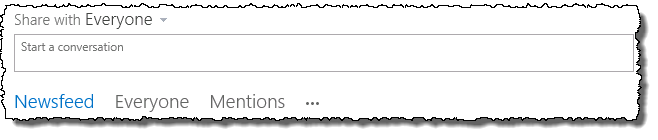 Share with Everyone
Start a conversation
Newsfeed Everyone Mentions ...